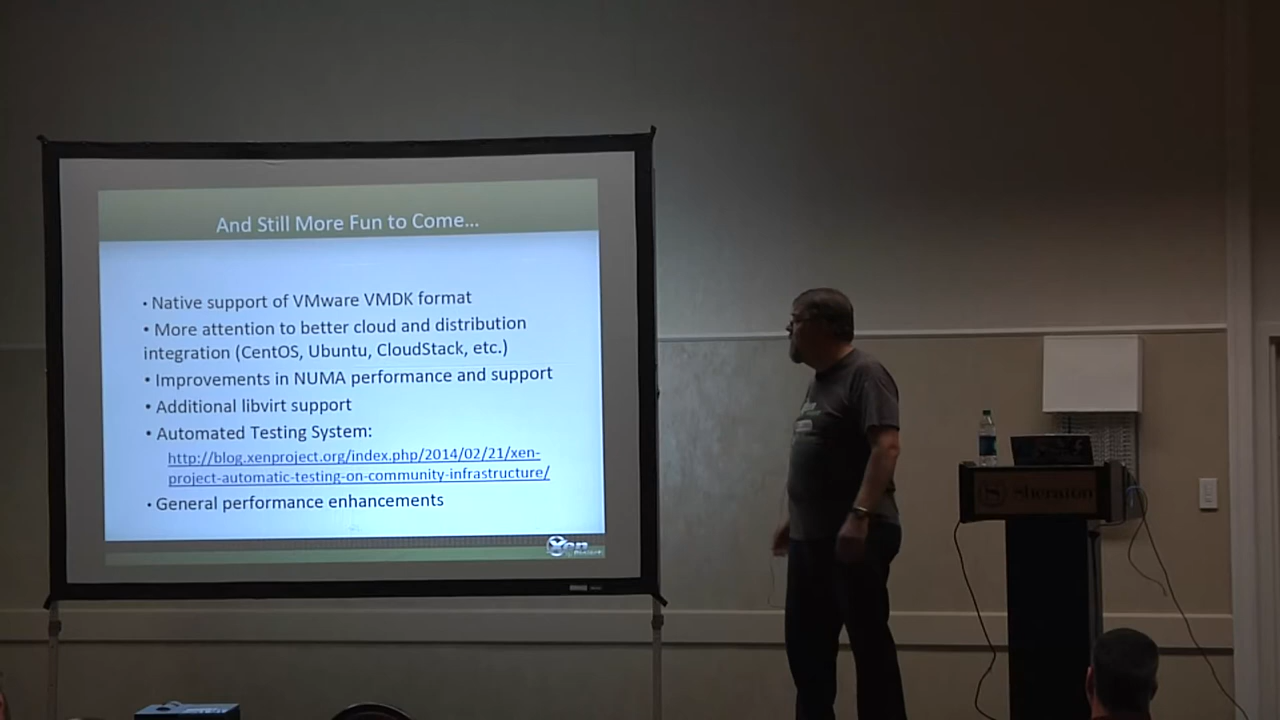 And Still More Fun to Come...
• Native support of VMware VMDK format
• More attention to better cloud and distribution
integration (CentOS, Ubuntu, CloudStack, etc.)
• Improvements in NUMA performance and support
• Additional libvirt support
• Automated Testing System:
http://blog.xenproject.org/index.php/2014/02/21/xen-
project-automatic-testing-on-community-infrastructure/
• General performance enhancements
Xen
Sheraton